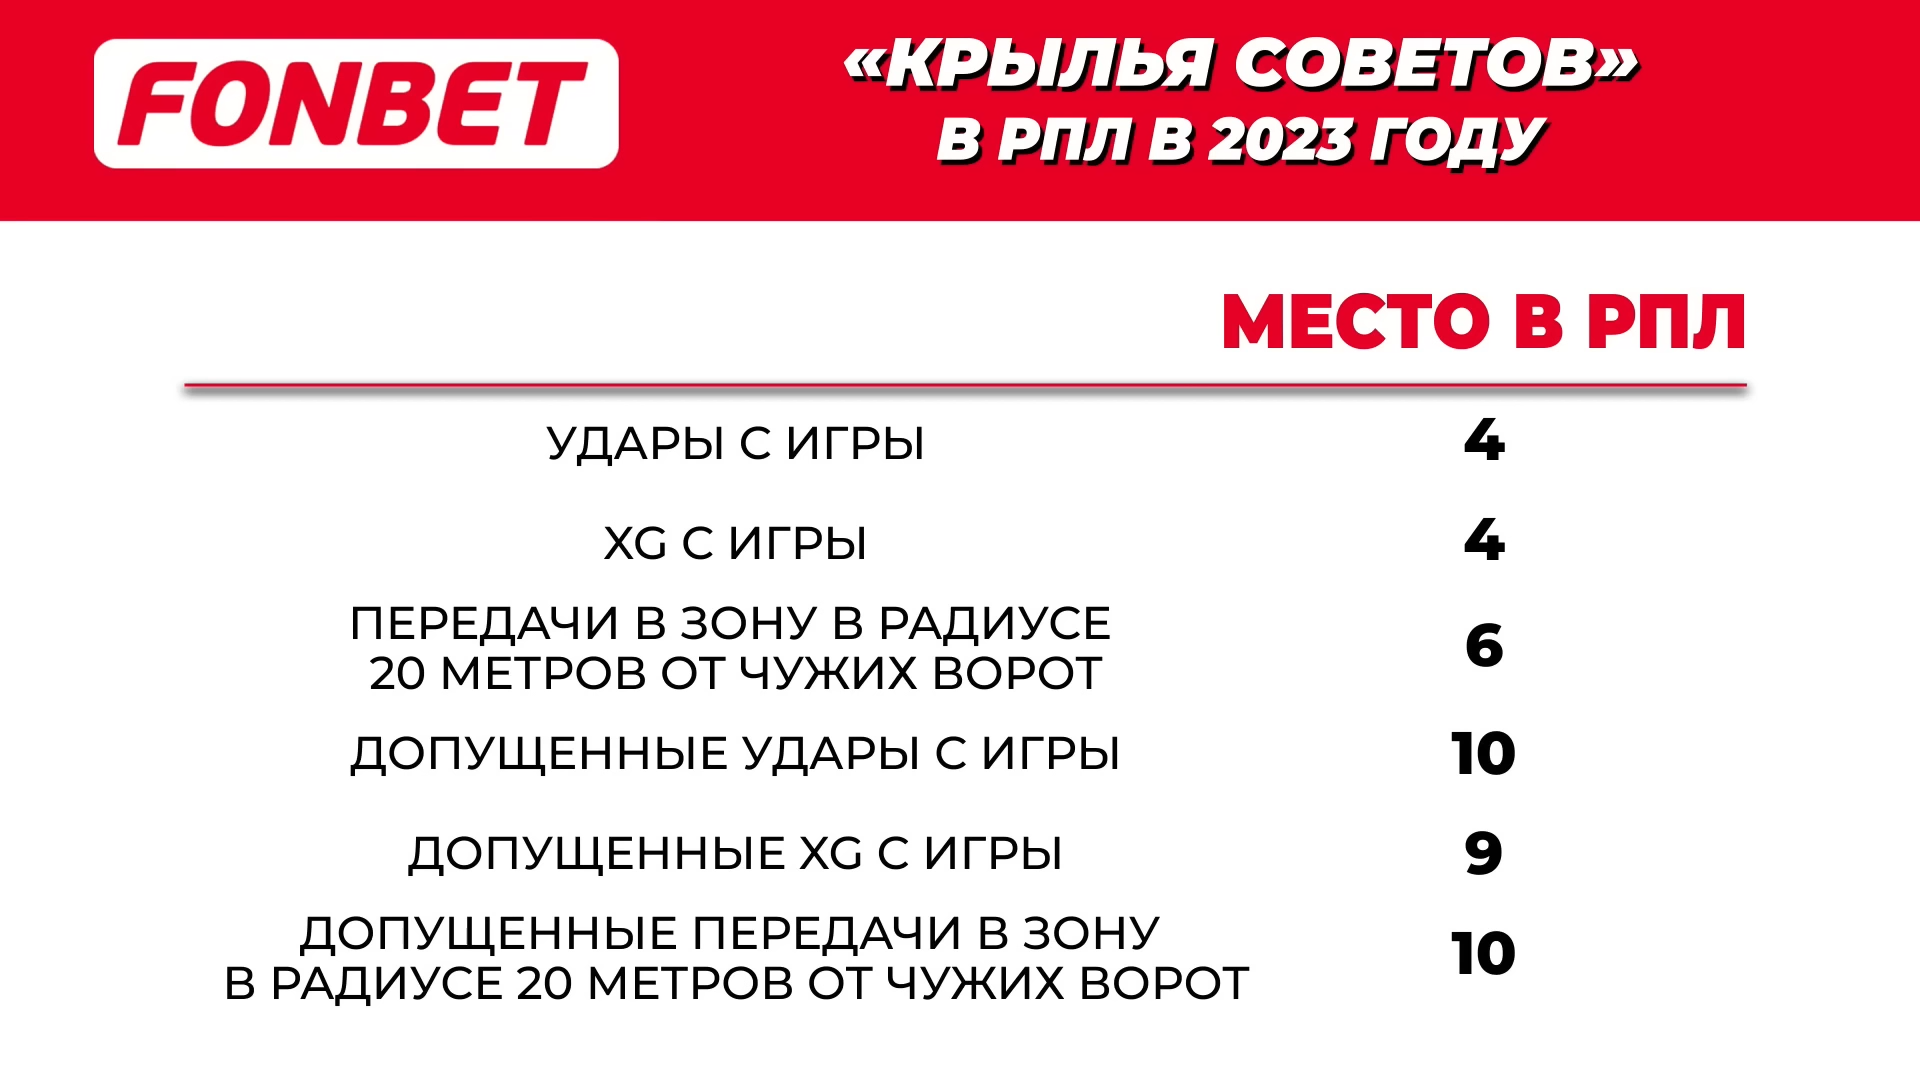 FONBET
«КРЫЛЬЯ СОВЕТОВ»
В РПЛ В 2023 ГОДУ
МЕСТО В РПЛ
УДАРЫ С ИГРЫ 4
XG С ИГРЫ 4
ПЕРЕДАЧИ В ЗОНУ В РАДИУСЕ
20 МЕТРОВ ОТ ЧУЖИХ ВОРОТ 6
ДОПУЩЕННЫЕ УДАРЫ С ИГРЫ 10
ДОПУЩЕННЫЕ XG С ИГРЫ 9
ДОПУЩЕННЫЕ ПЕРЕДАЧИ В ЗОНУ
В РАДИУСЕ 20 МЕТРОВ ОТ ЧУЖИХ ВОРОТ 10